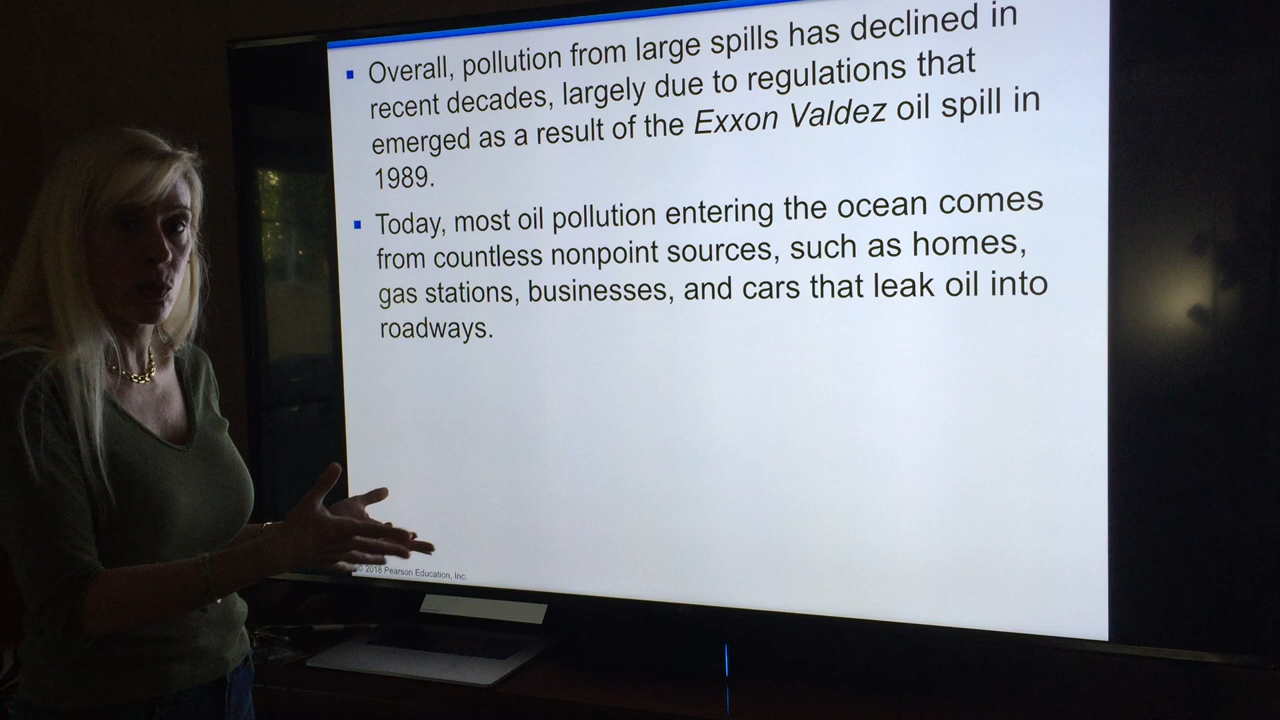 Overall, pollution from large spills has declined in
recent decades, largely due to regulations that
emerged as a result of the Exxon Valdez oil spill in
1989.
Today, most oil pollution entering the ocean comes
from countless nonpoint sources, such as homes,
gas stations, businesses, and cars that leak oil into
roadways.
© 2018 Pearson Education, Inc.